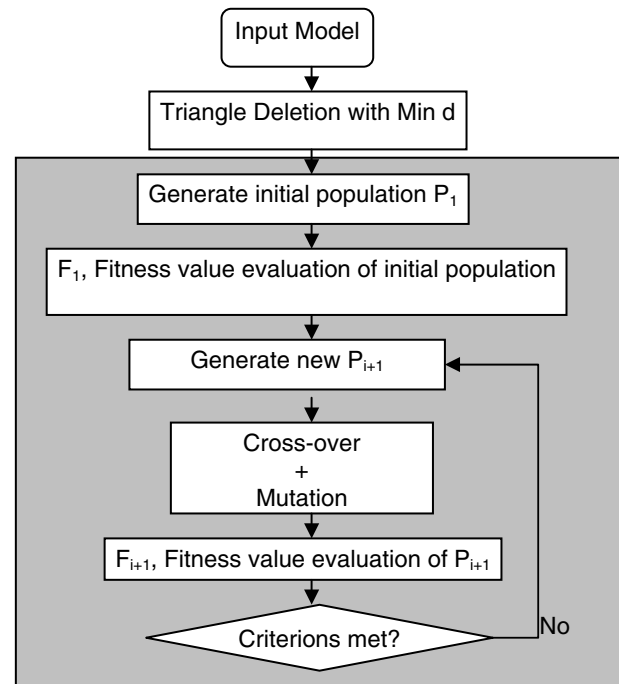 Input Model
Triangle Deletion with Min d
Generate initial population P₁
F₁, Fitness value evaluation of initial population
Generate new Pᵢ₊₁
Cross-over
+
Mutation
Fᵢ₊₁, Fitness value evaluation of Pᵢ₊₁
Criterions met?
No